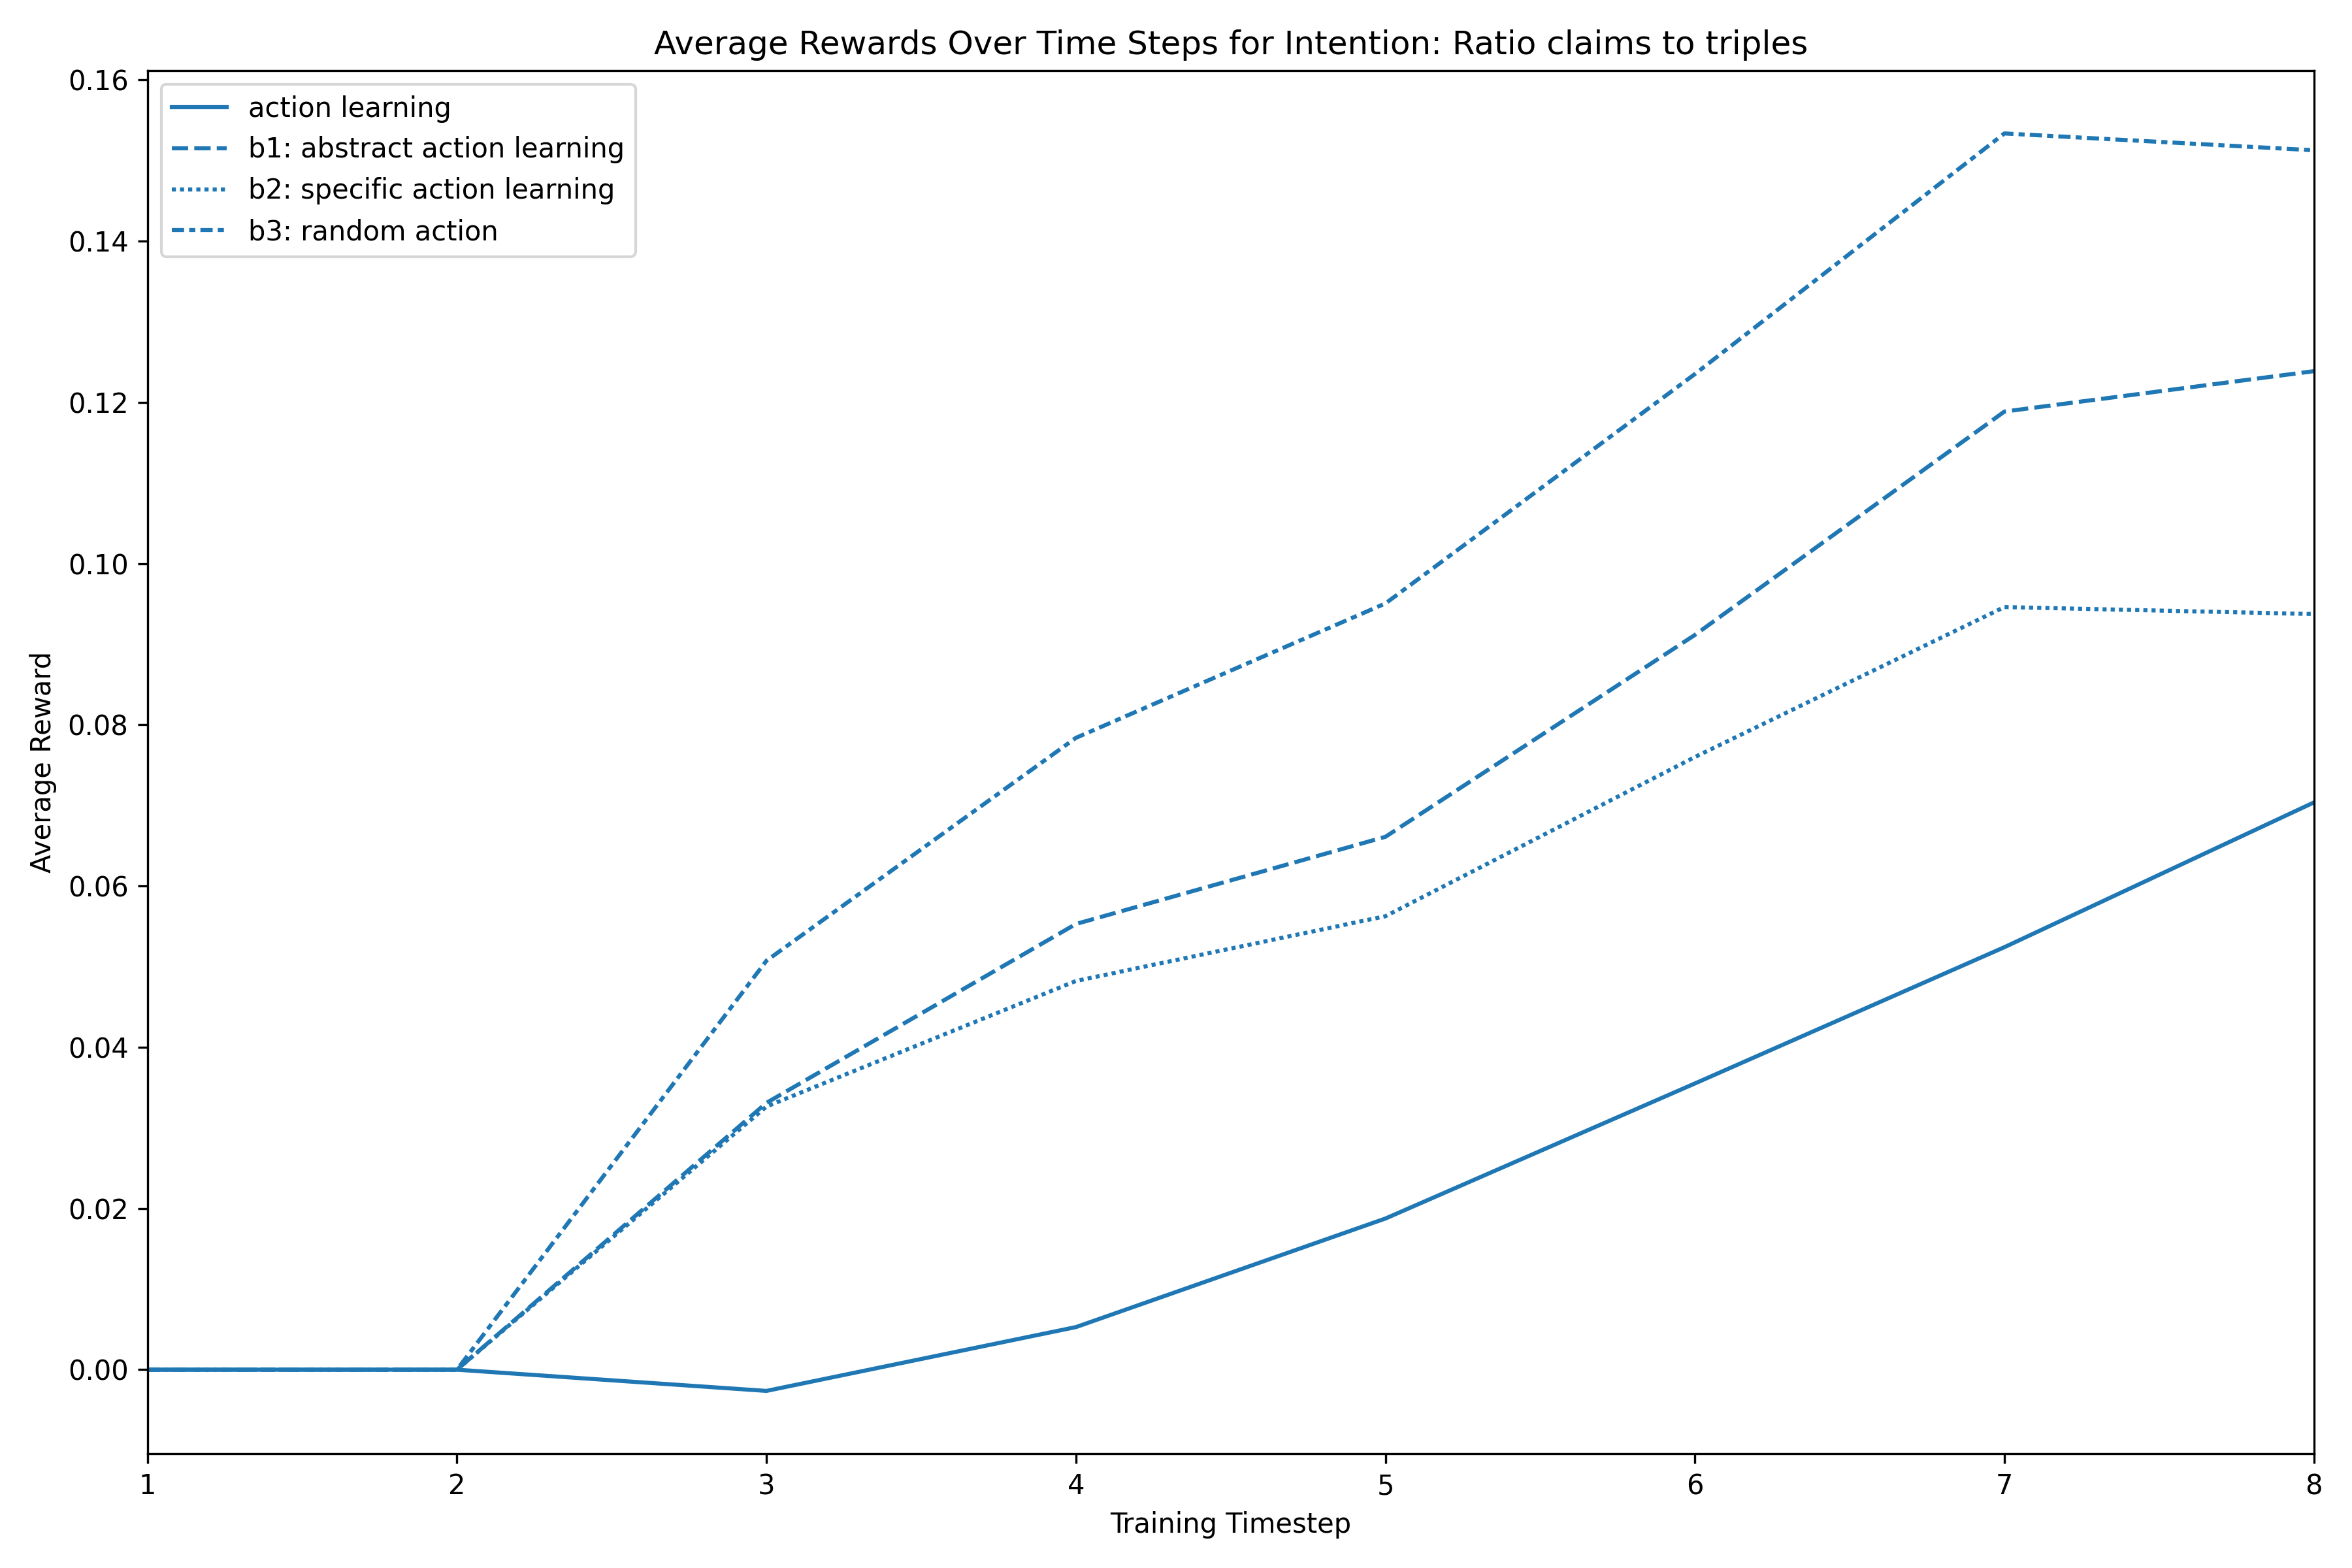 Average Rewards Over Time Steps for Intention: Ratio claims to triples
action learning
b1: abstract action learning
b2: specific action learning
b3: random action
0.16
0.14
0.12
0.10
0.08
0.06
0.04
0.02
0.00
Average Reward
1 2 3 4 5 6 7 8
Training Timestep